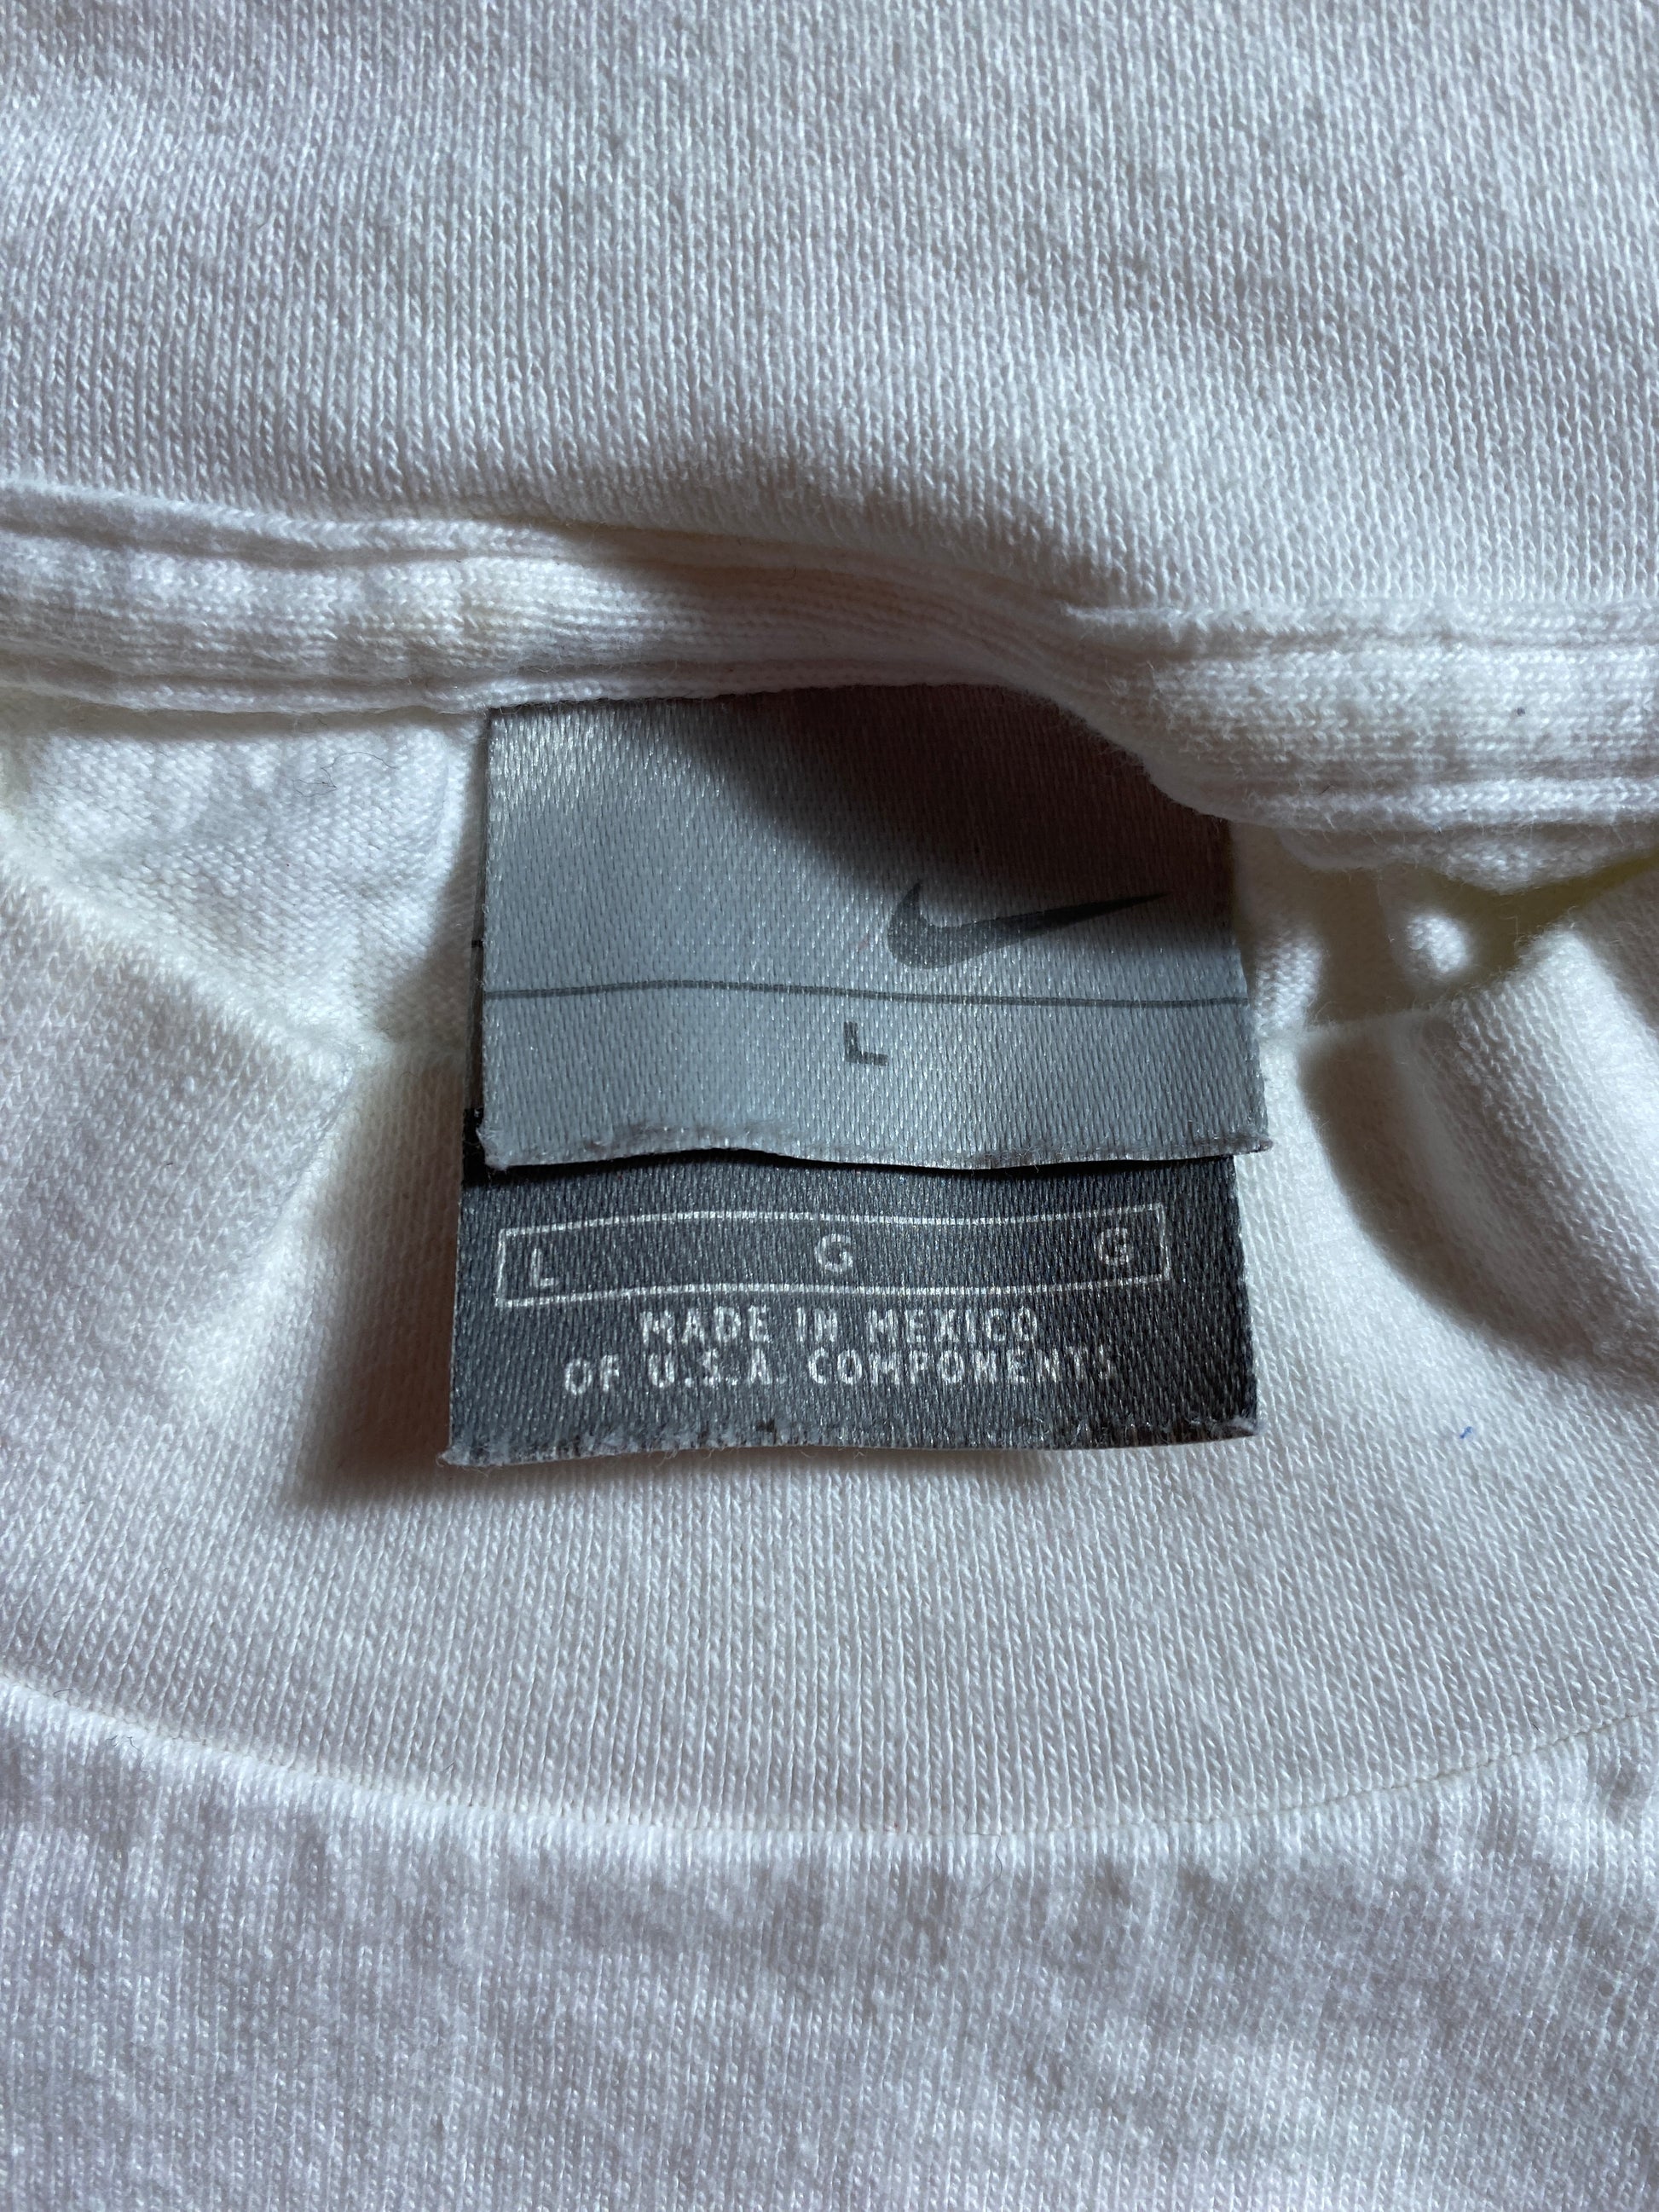 L
L G G
MADE IN MEXICO
OF U.S.A. COMPONENTS